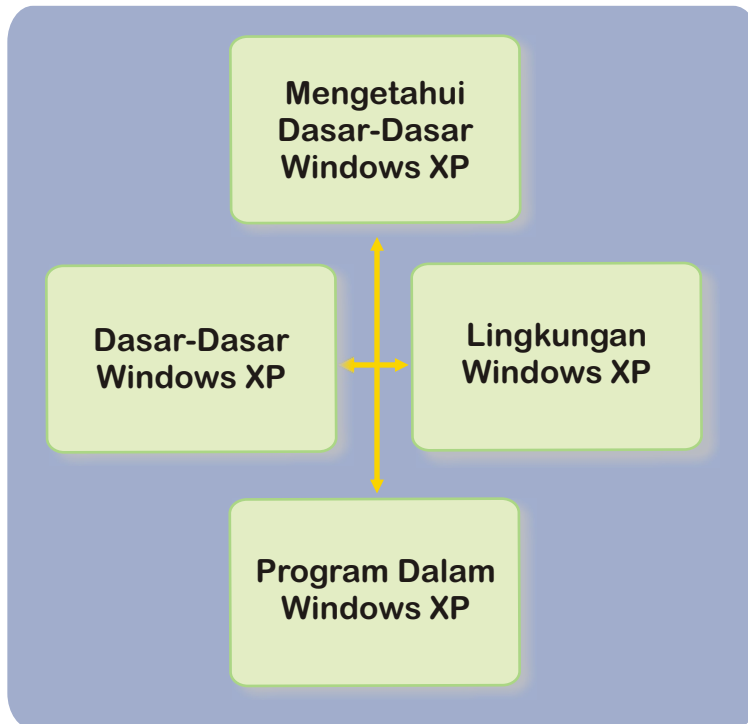 Mengetahui
Dasar-Dasar
Windows XP
Dasar-Dasar
Windows XP
Lingkungan
Windows XP
Program Dalam
Windows XP